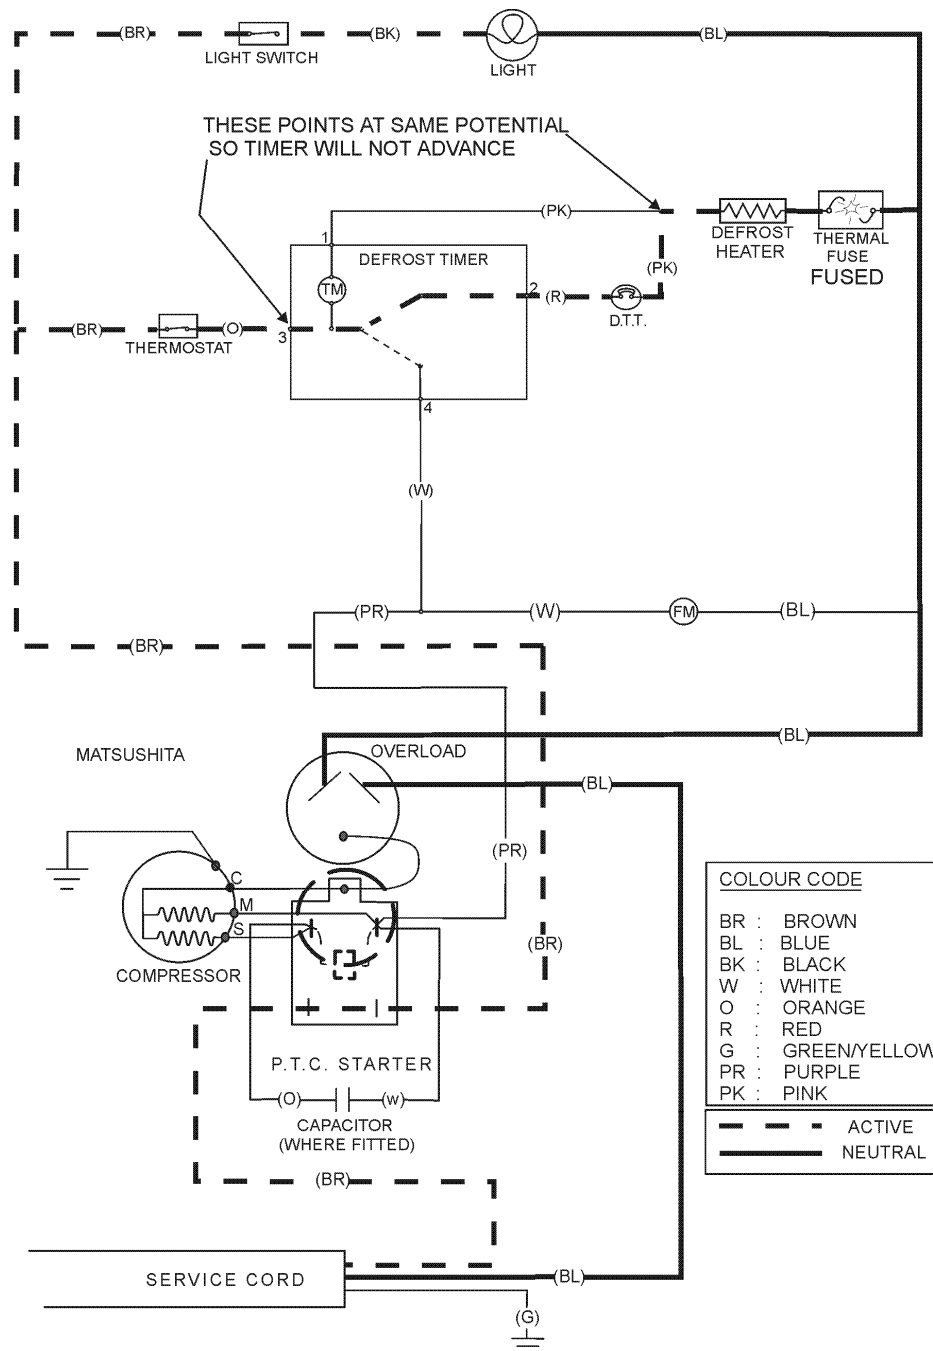 (BR)
(BK)
(BL)
LIGHT SWITCH
LIGHT
THESE POINTS AT SAME POTENTIAL
SO TIMER WILL NOT ADVANCE
(PK)
1
DEFROST TIMER
DEFROST
HEATER
THERMAL
FUSE
FUSED
(PK)
TM
2
(R)
D.T.T.
(BR)
(O)
3
THERMOSTAT
4
(W)
(PR)
(W)
FM
(BL)
(BR)
(BL)
MATSUSHITA
OVERLOAD
(BL)
(PR)
C
M
S
COMPRESSOR
(BR)
P.T.C. STARTER
(O)
(W)
CAPACITOR
(WHERE FITTED)
(BR)
COLOUR CODE
BR : BROWN
BL : BLUE
BK : BLACK
W : WHITE
O : ORANGE
R : RED
G : GREEN/YELLOW
PR : PURPLE
PK : PINK
ACTIVE
NEUTRAL
SERVICE CORD
(BL)
(G)